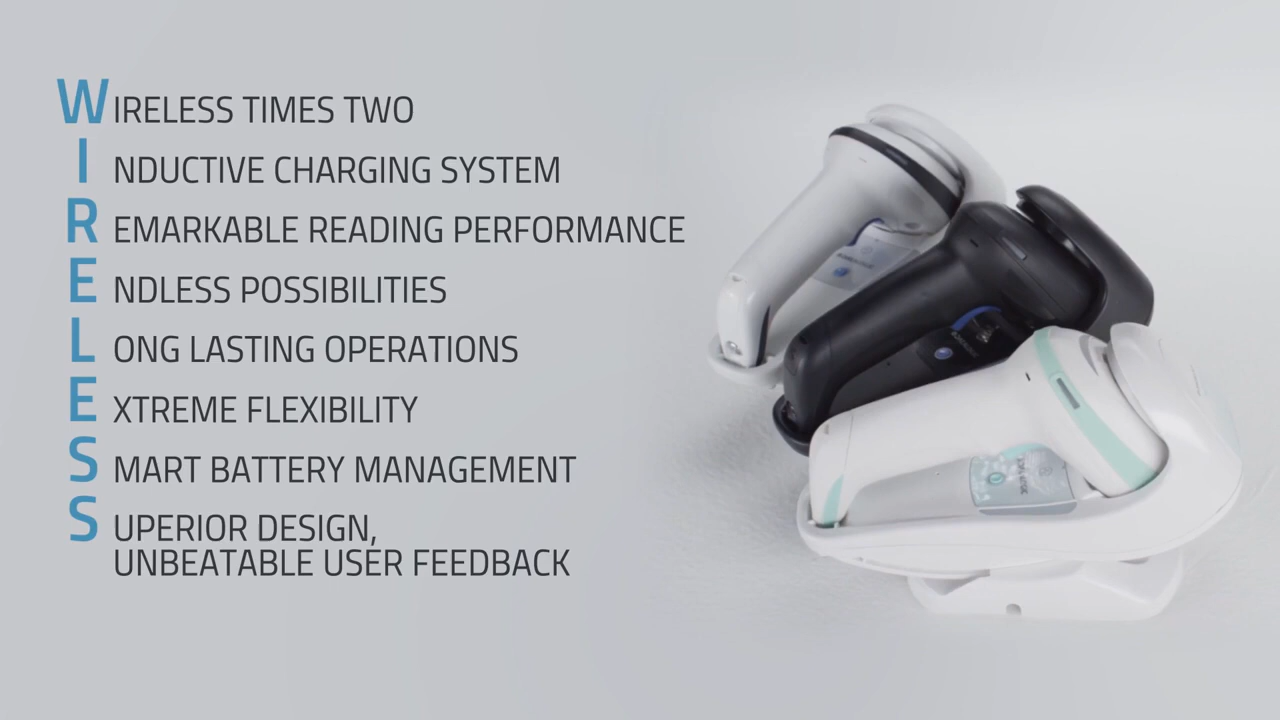 WIRELESS TIMES TWO
INDUCTIVE CHARGING SYSTEM
REMARKABLE READING PERFORMANCE
ENDLESS POSSIBILITIES
LONG LASTING OPERATIONS
EXTREME FLEXIBILITY
SMART BATTERY MANAGEMENT
SUPERIOR DESIGN,
UNBEATABLE USER FEEDBACK